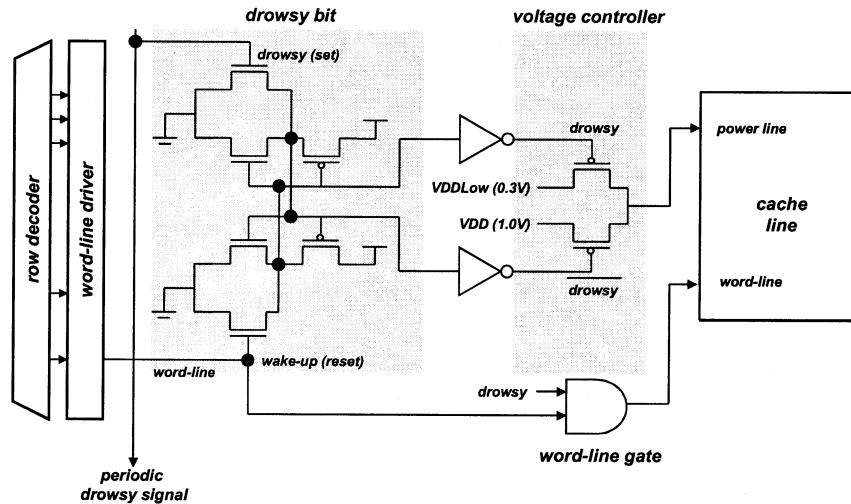 drowsy bit
voltage controller
drowsy (set)
row decoder
word-line driver
drowsy
power line
VDDLow (0.3V)
cache
line
VDD (1.0V)
drowsy
word-line
word-line
wake-up (reset)
drowsy
word-line gate
periodic
drowsy signal